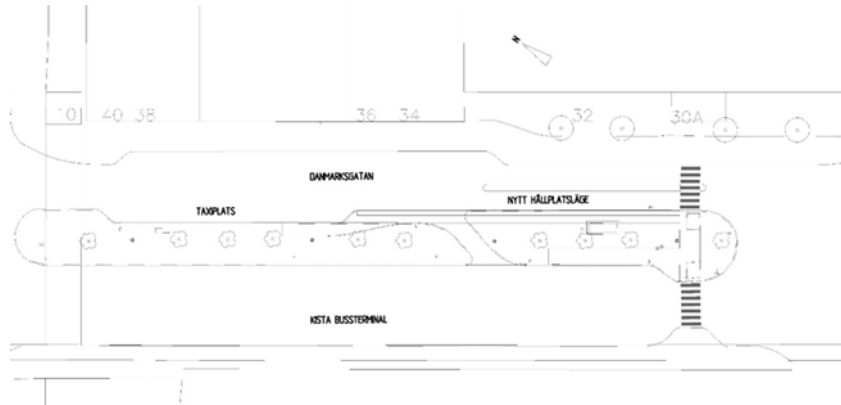 N
10 40 38 36 34 32 30A
DANMARKSGATAN
NYTT HÅLLPLATSLÄGE
TAXIPLATS
KISTA BUSSTERMINAL